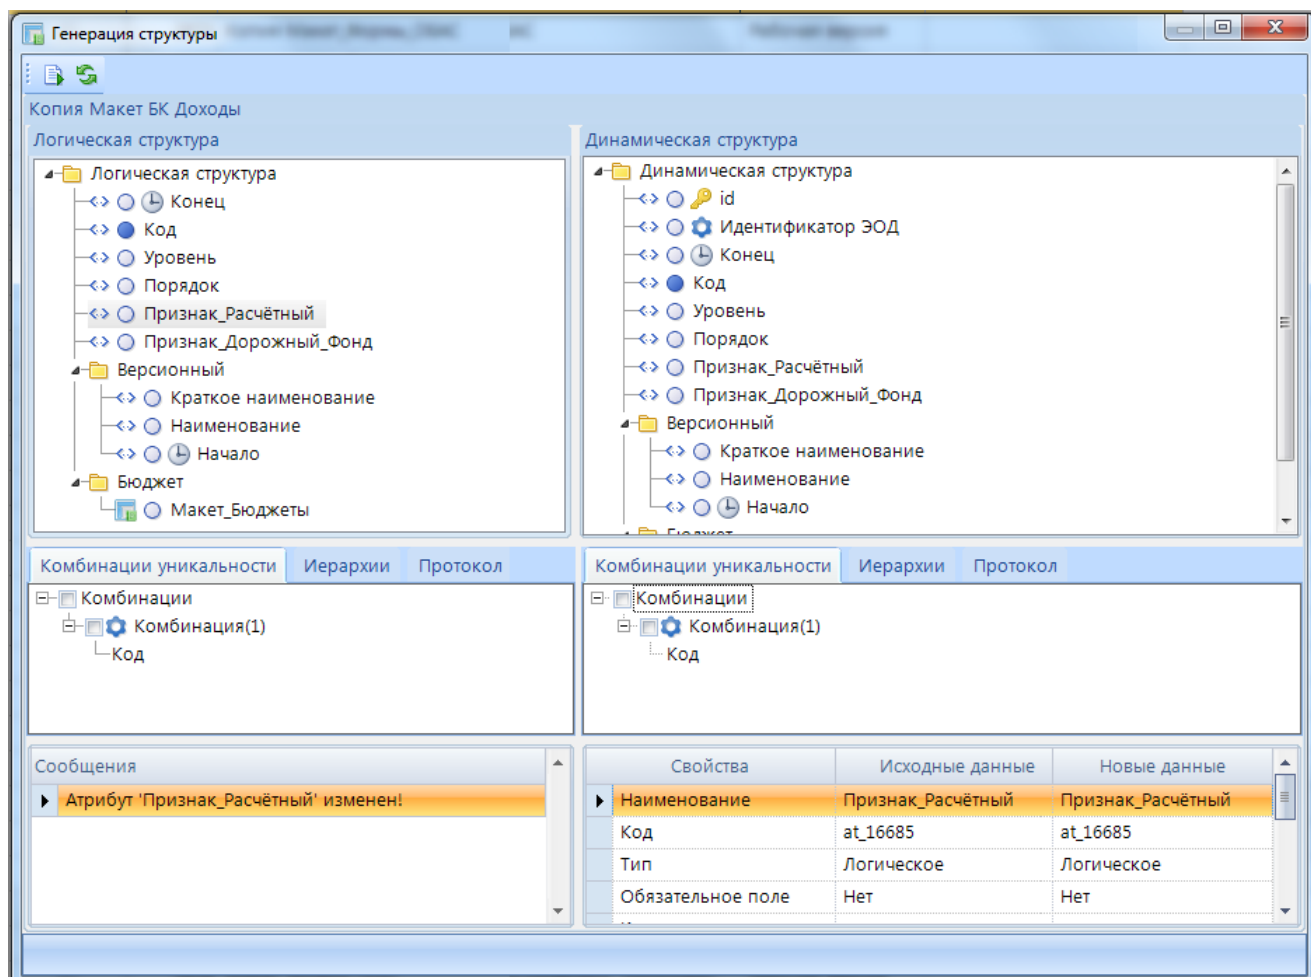 Генерация структуры
Копия Макет БК Доходы
Логическая структура
Логическая структура
Конец
Код
Уровень
Порядок
Признак_Расчётный
Признак_Дорожный_Фонд
Версионный
Краткое наименование
Наименование
Начало
Бюджет
Макет_Бюджеты
Динамическая структура
Динамическая структура
id
Идентификатор ЭОД
Конец
Код
Уровень
Порядок
Признак_Расчётный
Признак_Дорожный_Фонд
Версионный
Краткое наименование
Наименование
Начало
Бюджет
Комбинации уникальности Иерархии Протокол
Комбинации
Комбинация(1)
Код
Комбинации уникальности Иерархии Протокол
Комбинации
Комбинация(1)
Код
Сообщения
Атрибут 'Признак_Расчётный' изменен!
Свойства Исходные данные Новые данные
Наименование Признак_Расчётный Признак_Расчётный
Код at_16685 at_16685
Тип Логическое Логическое
Обязательное поле Нет Нет